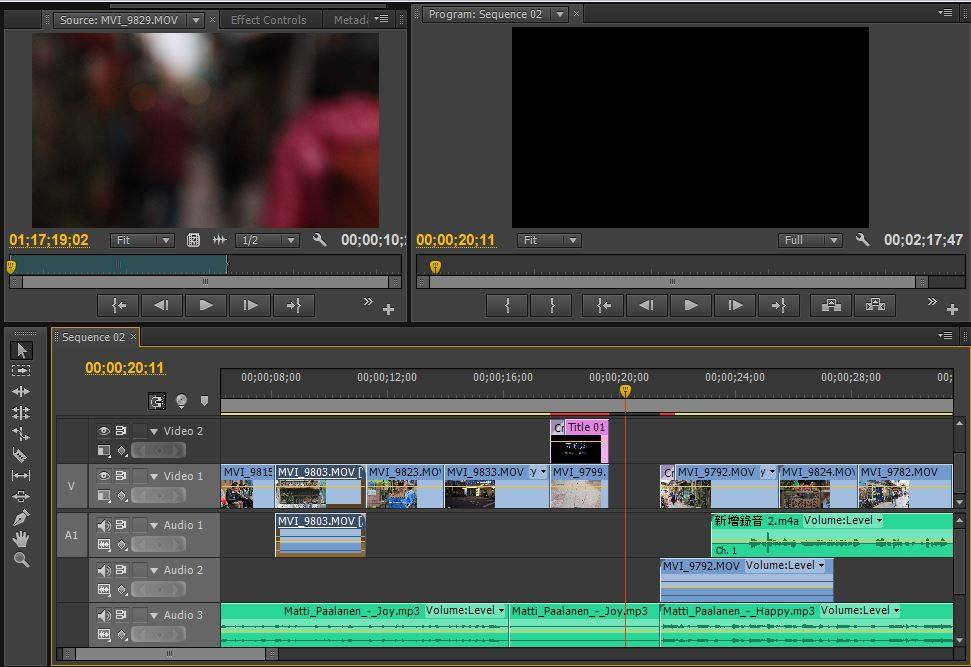 Source: MVI_9829.MOV
Effect Controls
Metada
Program: Sequence 02
01;17;19;02
Fit
1/2
00;00;10;
00;00;20;11
Fit
Full
00;02;17;47
Sequence 02
00;00;20;11
00;00;08;00
00;00;12;00
00;00;16;00
00;00;20;00
00;00;24;00
00;00;28;00
00;
Video 2
Cr
Title 01
V
Video 1
MVI_9815
MVI_9803.MOV [
MVI_9823.MOV
MVI_9833.MOV :y
MVI_9799.
Cr
MVI_9792.MOV y
MVI_9824.MOV
MVI_9782.MOV
A1
Audio 1
MVI_9803.MOV [
新增錄音 2.m4a Volume:Level
Ch. 1
Audio 2
MVI_9792.MOV Volume:Level
Audio 3
Matti_Paalanen_-_Joy.mp3 Volume:Level
Matti_Paalanen_-_Joy.mp3
Matti_Paalanen_-_Happy.mp3 Volume:Level